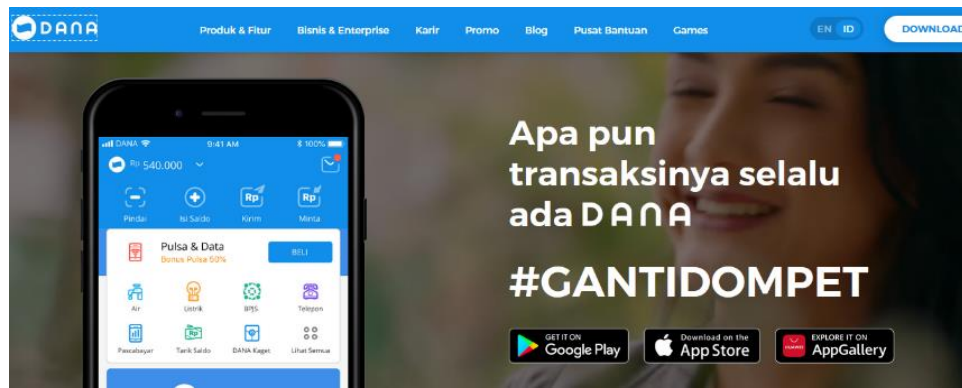 DANA
Produk & Fitur
Bisnis & Enterprise
Karir
Promo
Blog
Pusat Bantuan
Games
EN ID
DOWNLOAD
DANA 9:41 AM 100%
Rp 540.000
Pindai
Isi Saldo
Kirim
Minta
Pulsa & Data
Bonus Pulsa 50%
BELI
Air
Listrik
BPJS
Telepon
Pascabayar
Tarik Saldo
DANA Kaget
Lihat Semua
Apa pun
transaksinya selalu
ada DANA
#GANTIDOMPET
GET IT ON
Google Play
Download on the
App Store
EXPLORE IT ON
AppGallery